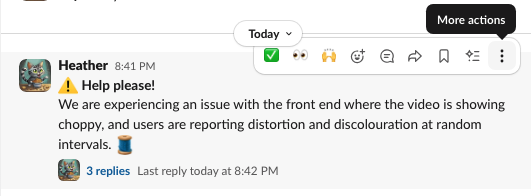 More actions
Today
Heather 8:41 PM
Help please!
We are experiencing an issue with the front end where the video is showing
choppy, and users are reporting distortion and discolouration at random
intervals.
3 replies Last reply today at 8:42 PM